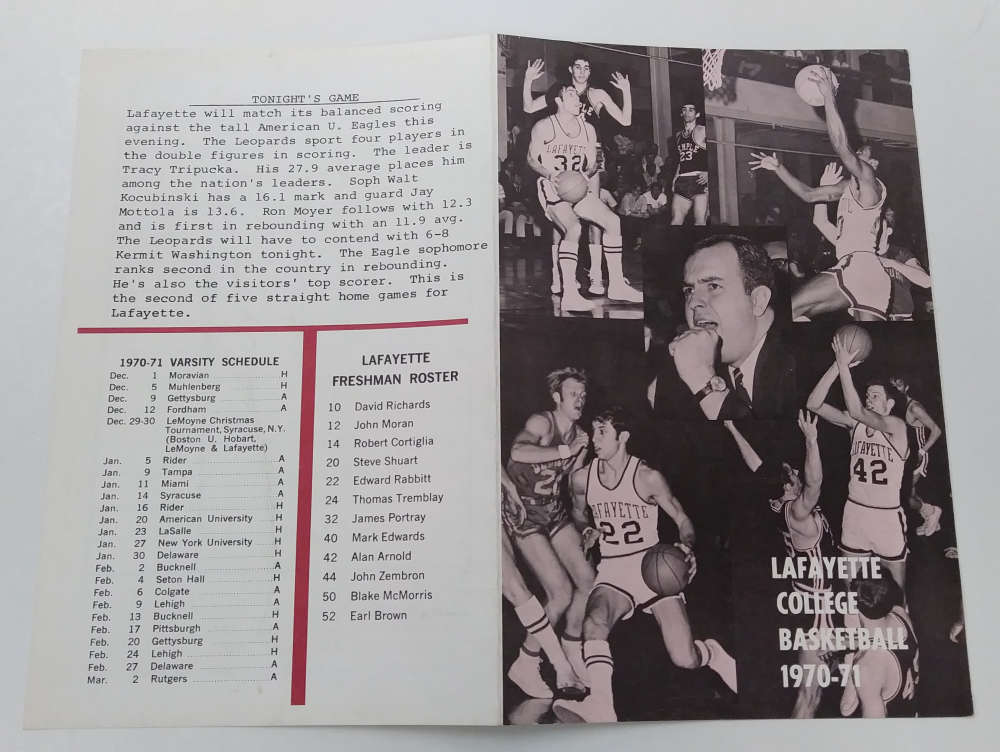 TONIGHT'S GAME
Lafayette will match its balanced scoring
against the tall American U. Eagles this
evening. The Leopards sport four players in
the double figures in scoring. The leader is
Tracy Tripucka. His 27.9 average places him
among the nation's leaders. Soph Walt
Kocubinski has a 16.1 mark and guard Jay
Mottola is 13.6. Ron Moyer follows with 12.3
and is first in rebounding with an 11.9 avg.
The Leopards will have to contend with 6-8
Kermit Washington tonight. The Eagle sophomore
ranks second in the country in rebounding.
He's also the visitors' top scorer. This is
the second of five straight home games for
Lafayette.
1970-71 VARSITY SCHEDULE
Dec. 1 Moravian H
Dec. 5 Muhlenberg H
Dec. 9 Gettysburg A
Dec. 12 Fordham A
Dec. 29-30 LeMoyne Christmas
Tournament, Syracuse, N.Y.
(Boston U. Hobart,
LeMoyne & Lafayette)
Jan. 5 Rider A
Jan. 9 Tampa A
Jan. 11 Miami A
Jan. 14 Syracuse A
Jan. 16 Rider H
Jan. 20 American University H
Jan. 23 LaSalle H
Jan. 27 New York University H
Jan. 30 Delaware H
Feb. 2 Bucknell A
Feb. 4 Seton Hall H
Feb. 6 Colgate A
Feb. 9 Lehigh A
Feb. 13 Bucknell H
Feb. 17 Pittsburgh A
Feb. 20 Gettysburg H
Feb. 24 Lehigh H
Feb. 27 Delaware A
Mar. 2 Rutgers A
LAFAYETTE
FRESHMAN ROSTER
10 David Richards
12 John Moran
14 Robert Cortiglia
20 Steve Shuart
22 Edward Rabbitt
24 Thomas Tremblay
32 James Portray
40 Mark Edwards
42 Alan Arnold
44 John Zembron
50 Blake McMorris
52 Earl Brown
LAFAYETTE
32
23
LAFAYETTE
42
LAFAYETTE
22
LAFAYETTE
COLLEGE
BASKETBALL
1970-71